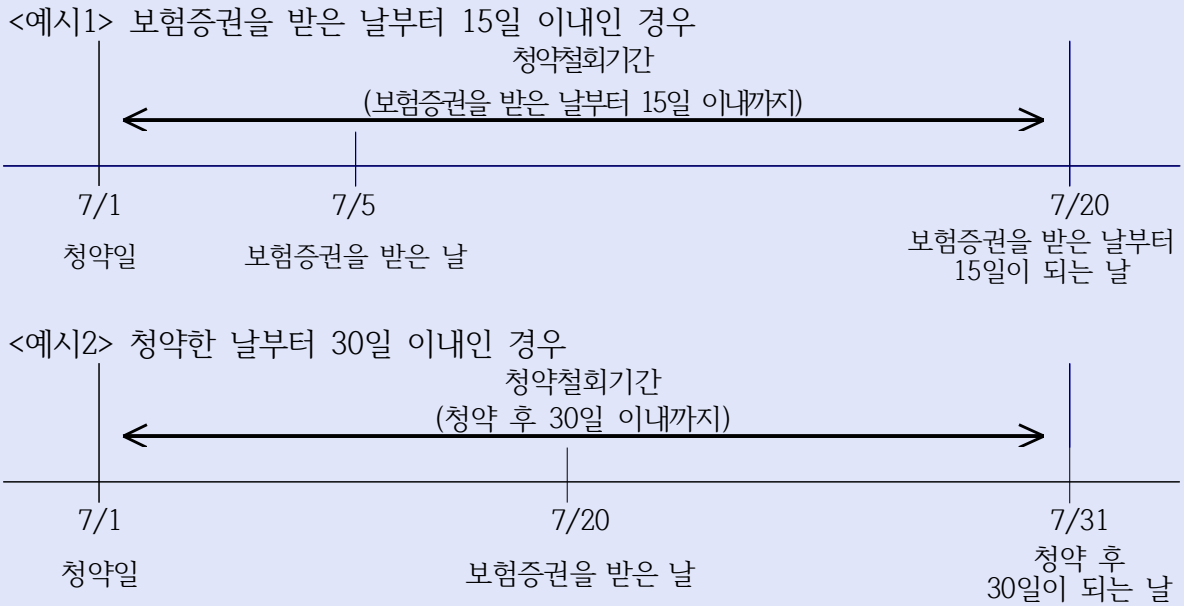 <예시1> 보험증권을 받은 날부터 15일 이내인 경우
청약철회기간
(보험증권을 받은 날부터 15일 이내까지)
7/1
7/5
7/20
청약일
보험증권을 받은 날
보험증권을 받은 날부터
15일이 되는 날
<예시2> 청약한 날부터 30일 이내인 경우
청약철회기간
(청약 후 30일 이내까지)
7/1
7/20
7/31
청약일
보험증권을 받은 날
청약 후
30일이 되는 날